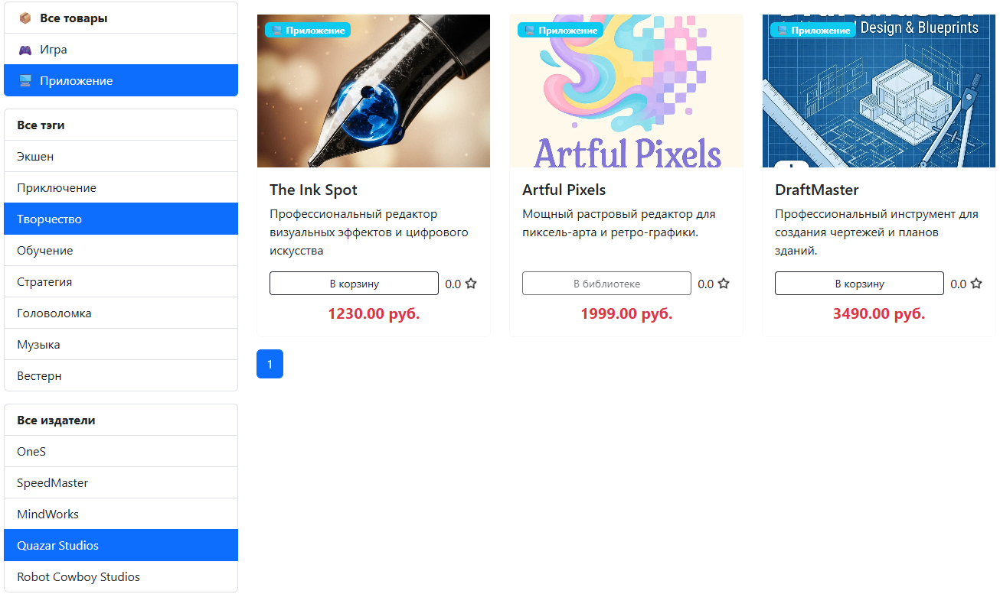 Все товары
Игра
Приложение
Все тэги
Экшен
Приключение
Творчество
Обучение
Стратегия
Головоломка
Музыка
Вестерн
Все издатели
OneS
SpeedMaster
MindWorks
Quazar Studios
Robot Cowboy Studios
Приложение
The Ink Spot
Профессиональный редактор
визуальных эффектов и цифрового
искусства
В корзину 0.0
1230.00 руб.
Приложение
Artful Pixels
Artful Pixels
Мощный растровый редактор для
пиксель-арта и ретро-графики.
В библиотеке 0.0
1999.00 руб.
Приложение
Design & Blueprints
DraftMaster
Профессиональный инструмент для
создания чертежей и планов
зданий.
В корзину 0.0
3490.00 руб.
1